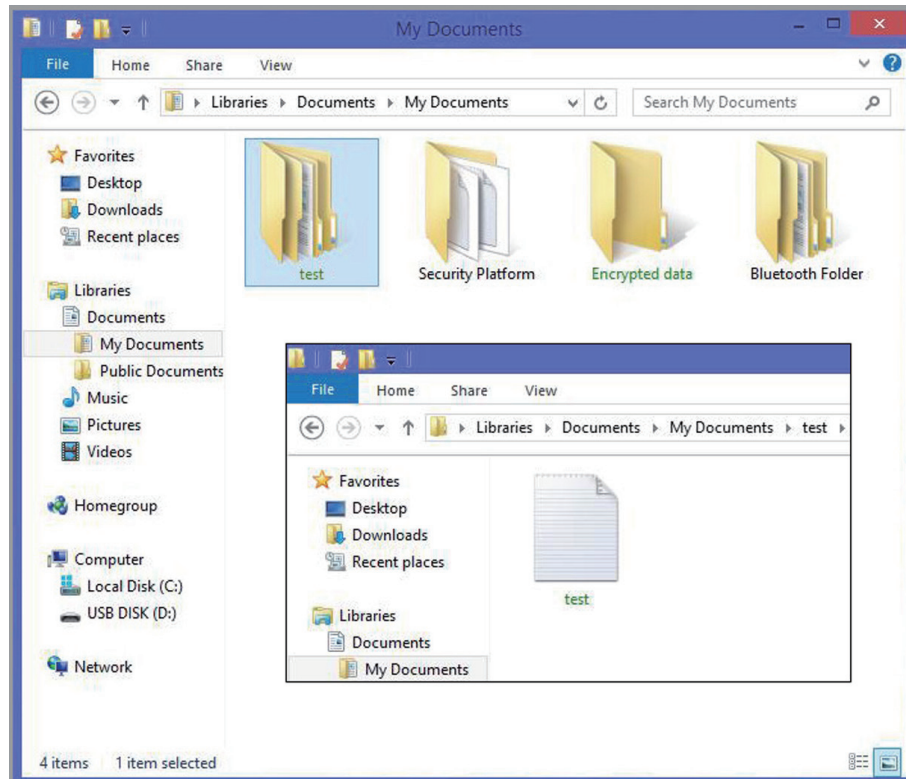 My Documents
File Home Share View
Libraries Documents My Documents Search My Documents
Favorites
Desktop
Downloads
Recent places
Libraries
Documents
My Documents
Public Documents
Music
Pictures
Videos
Homegroup
Computer
Local Disk (C:)
USB DISK (D:)
Network
test Security Platform Encrypted data Bluetooth Folder
File Home Share View
Libraries Documents My Documents test
Favorites
Desktop
Downloads
Recent places
Libraries
Documents
My Documents
test
4 items 1 item selected